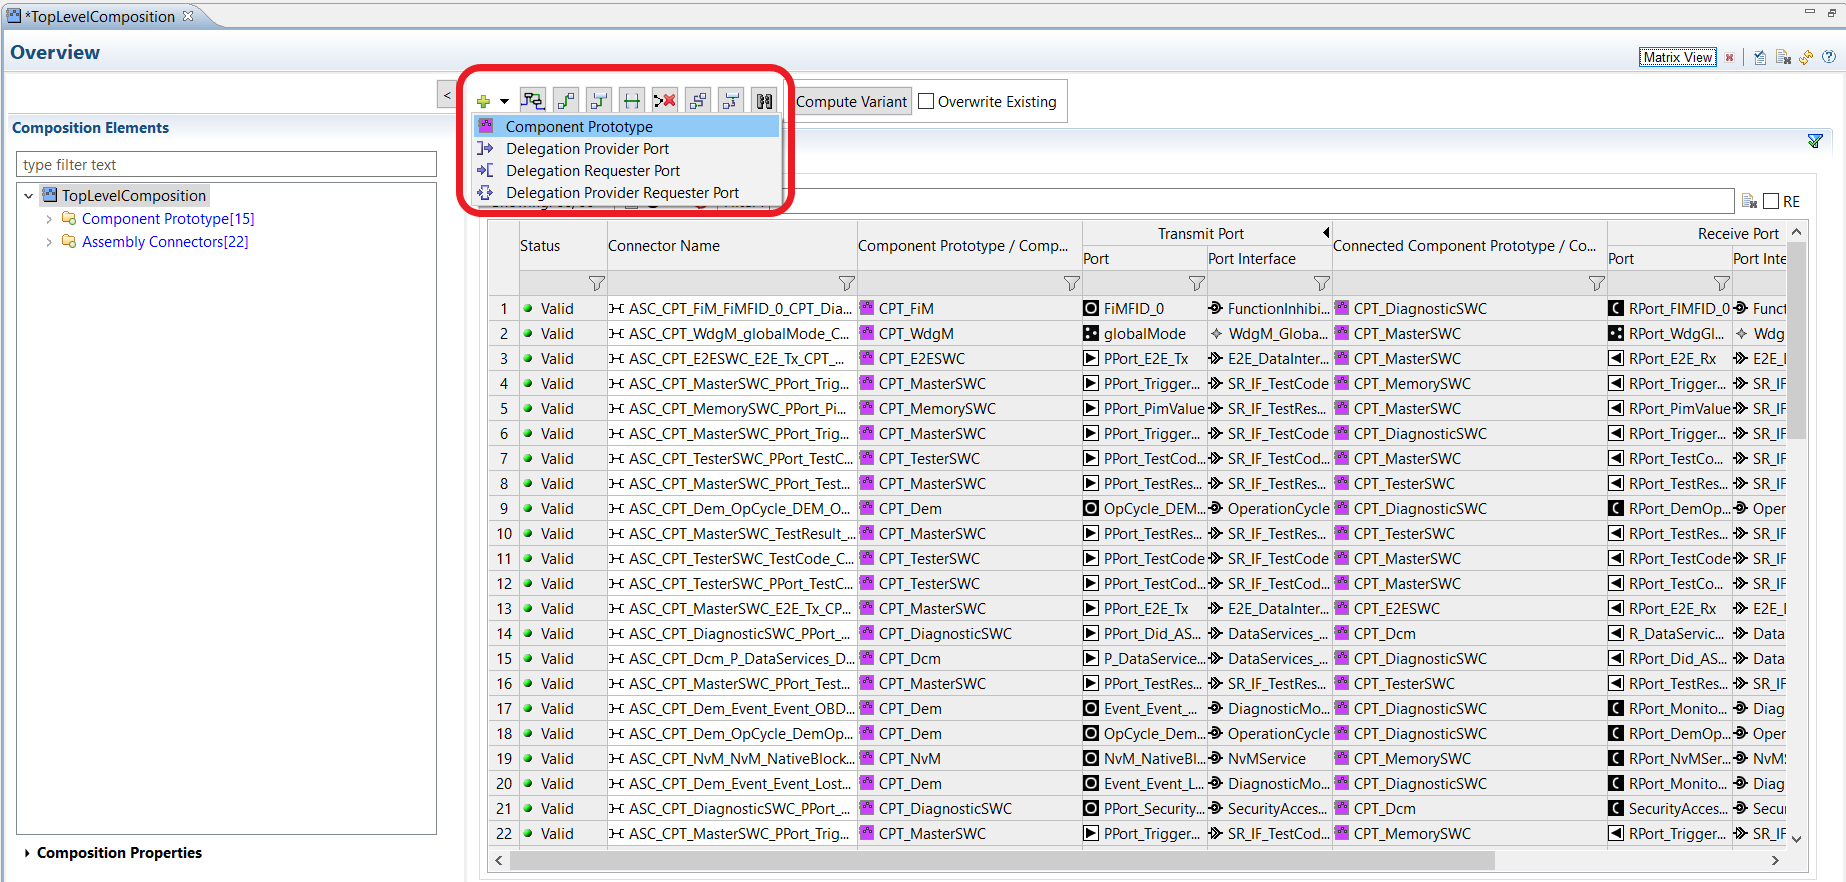 *TopLevelComposition
Overview
Matrix View
<
Compute Variant Overwrite Existing
Composition Elements
Component Prototype
Delegation Provider Port
Delegation Requester Port
Delegation Provider Requester Port
type filter text
TopLevelComposition
Component Prototype[15]
Assembly Connectors[22]
RE
Status Connector Name Component Prototype / Comp... Transmit Port Connected Component Prototype / Co... Receive Port
Port Port Interface Port Port Inte
1 Valid ASC_CPT_FiM_FiMFID_0_CPT_Dia... CPT_FiM FiMFID_0 FunctionInhibi... CPT_DiagnosticSWC RPort_FIMFID_0 Funct
2 Valid ASC_CPT_WdgM_globalMode_C... CPT_WdgM globalMode WdgM_Globa... CPT_MasterSWC RPort_WdgGl... Wdg
3 Valid ASC_CPT_E2ESWC_E2E_Tx_CPT_... CPT_E2ESWC PPort_E2E_Tx E2E_DataInter... CPT_MasterSWC RPort_E2E_Rx E2E_
4 Valid ASC_CPT_MasterSWC_PPort_Trig... CPT_MasterSWC PPort_Trigger... SR_IF_TestCode CPT_MemorySWC RPort_Trigger... SR_IF
5 Valid ASC_CPT_MemorySWC_PPort_Pi... CPT_MemorySWC PPort_PimValue SR_IF_TestRes... CPT_MasterSWC RPort_PimValue SR_IF
6 Valid ASC_CPT_MasterSWC_PPort_Trig... CPT_MasterSWC PPort_Trigger... SR_IF_TestCode CPT_DiagnosticSWC RPort_Trigger... SR_IF
7 Valid ASC_CPT_TesterSWC_PPort_TestC... CPT_TesterSWC PPort_TestCod... SR_IF_TestCod... CPT_MasterSWC RPort_TestCo... SR_IF
8 Valid ASC_CPT_MasterSWC_PPort_Test... CPT_MasterSWC PPort_TestRes... SR_IF_TestRes... CPT_TesterSWC RPort_TestRes... SR_IF
9 Valid ASC_CPT_Dem_OpCycle_DEM_O... CPT_Dem OpCycle_DEM... OperationCycle CPT_DiagnosticSWC RPort_DemOp... Oper
10 Valid ASC_CPT_MasterSWC_TestResult_... CPT_MasterSWC PPort_TestRes... SR_IF_TestRes... CPT_TesterSWC RPort_TestRes... SR_IF
11 Valid ASC_CPT_TesterSWC_TestCode_C... CPT_TesterSWC PPort_TestCode SR_IF_TestCod... CPT_MasterSWC RPort_TestCode SR_IF
12 Valid ASC_CPT_TesterSWC_PPort_TestC... CPT_TesterSWC PPort_TestCod... SR_IF_TestCod... CPT_MasterSWC RPort_TestCo... SR_IF
13 Valid ASC_CPT_MasterSWC_E2E_Tx_CP... CPT_MasterSWC PPort_E2E_Tx E2E_DataInter... CPT_E2ESWC RPort_E2E_Rx E2E_
14 Valid ASC_CPT_DiagnosticSWC_PPort_... CPT_DiagnosticSWC PPort_Did_AS... DataServices_... CPT_Dcm R_DataServic... Data
15 Valid ASC_CPT_Dcm_P_DataServices_D... CPT_Dcm P_DataService... DataServices_... CPT_DiagnosticSWC RPort_Did_AS... Data
16 Valid ASC_CPT_MasterSWC_PPort_Test... CPT_MasterSWC PPort_TestRes... SR_IF_TestRes... CPT_TesterSWC RPort_TestRes... SR_IF
17 Valid ASC_CPT_Dem_Event_Event_OBD... CPT_Dem Event_Event_... DiagnosticMo... CPT_DiagnosticSWC RPort_Monito... Diag
18 Valid ASC_CPT_Dem_OpCycle_DemOp... CPT_Dem OpCycle_Dem... OperationCycle CPT_DiagnosticSWC RPort_DemOp... Oper
19 Valid ASC_CPT_NvM_NvM_NativeBlock... CPT_NvM NvM_NativeBl... NvMService CPT_MemorySWC RPort_NvMSer... NvMS
20 Valid ASC_CPT_Dem_Event_Event_Lost... CPT_Dem Event_Event_L... DiagnosticMo... CPT_DiagnosticSWC RPort_Monito... Diag
21 Valid ASC_CPT_DiagnosticSWC_PPort_... CPT_DiagnosticSWC PPort_Security... SecurityAcces... CPT_Dcm SecurityAcces... Secur
22 Valid ASC_CPT_MasterSWC_PPort_Trig... CPT_MasterSWC PPort_Trigger... SR_IF_TestCod... CPT_MemorySWC RPort_Trigger... SR_IF
Composition Properties